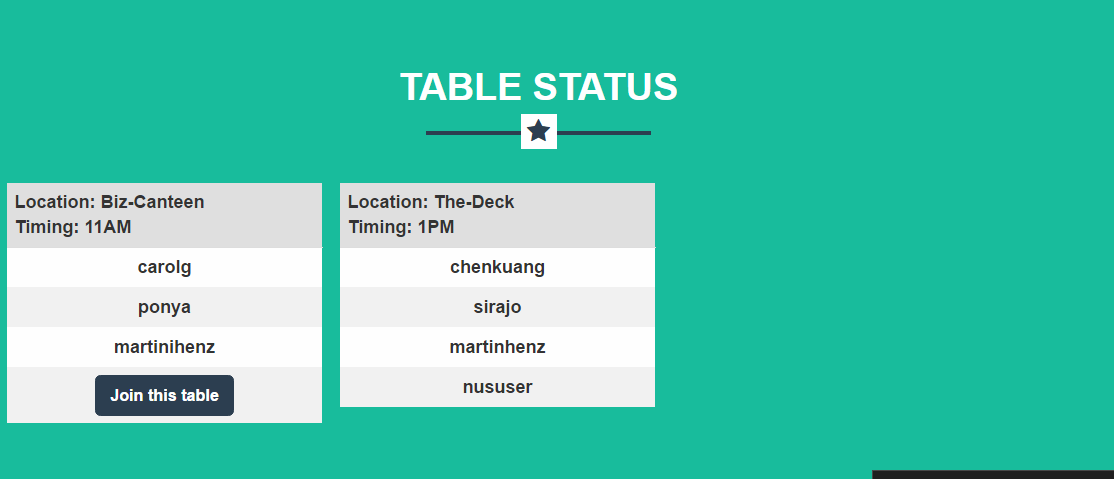 TABLE STATUS
Location: Biz-Canteen
Timing: 11AM
carolg
ponya
martinihenz
Join this table
Location: The-Deck
Timing: 1PM
chenkuang
sirajo
martinhenz
nususer